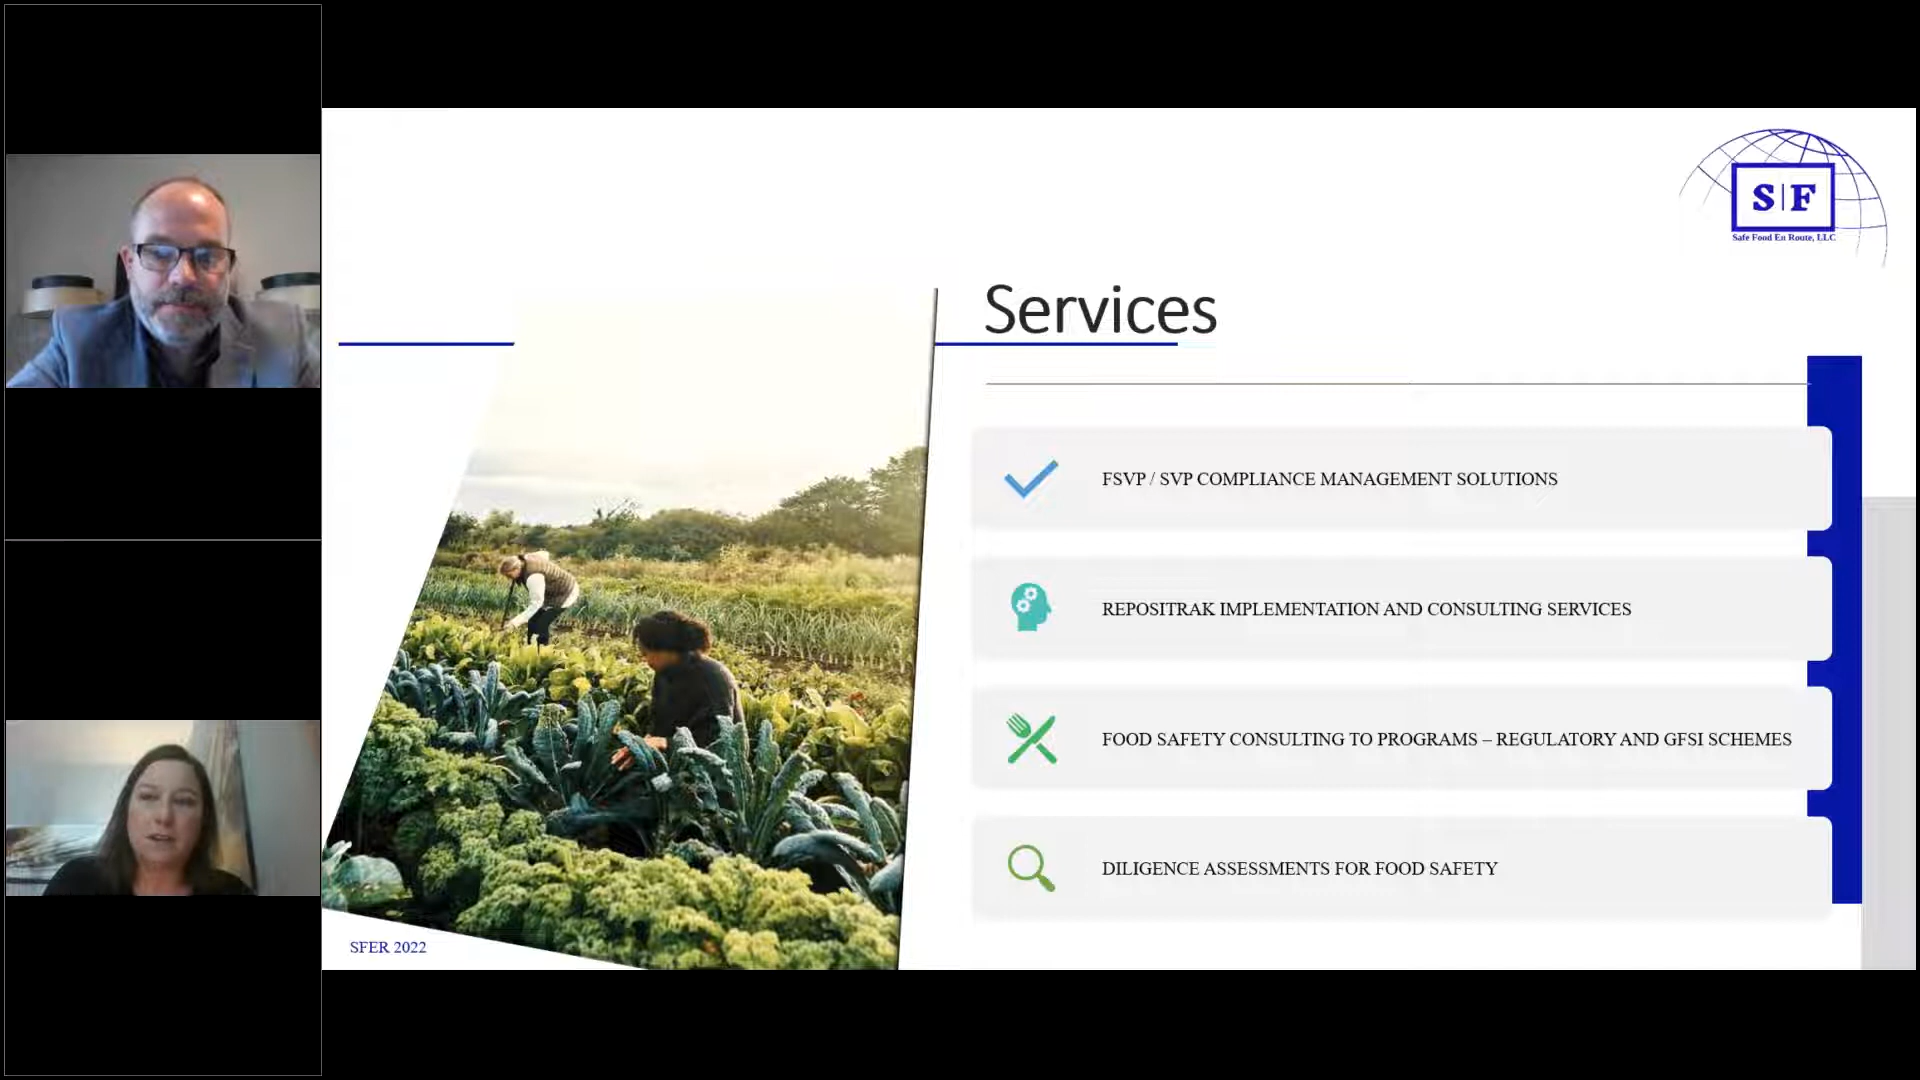 S|F
Safe Food En Route, LLC
Services
FSVP / SVP COMPLIANCE MANAGEMENT SOLUTIONS
REPOSITRAK IMPLEMENTATION AND CONSULTING SERVICES
FOOD SAFETY CONSULTING TO PROGRAMS – REGULATORY AND GFSI SCHEMES
DILIGENCE ASSESSMENTS FOR FOOD SAFETY
SFER 2022